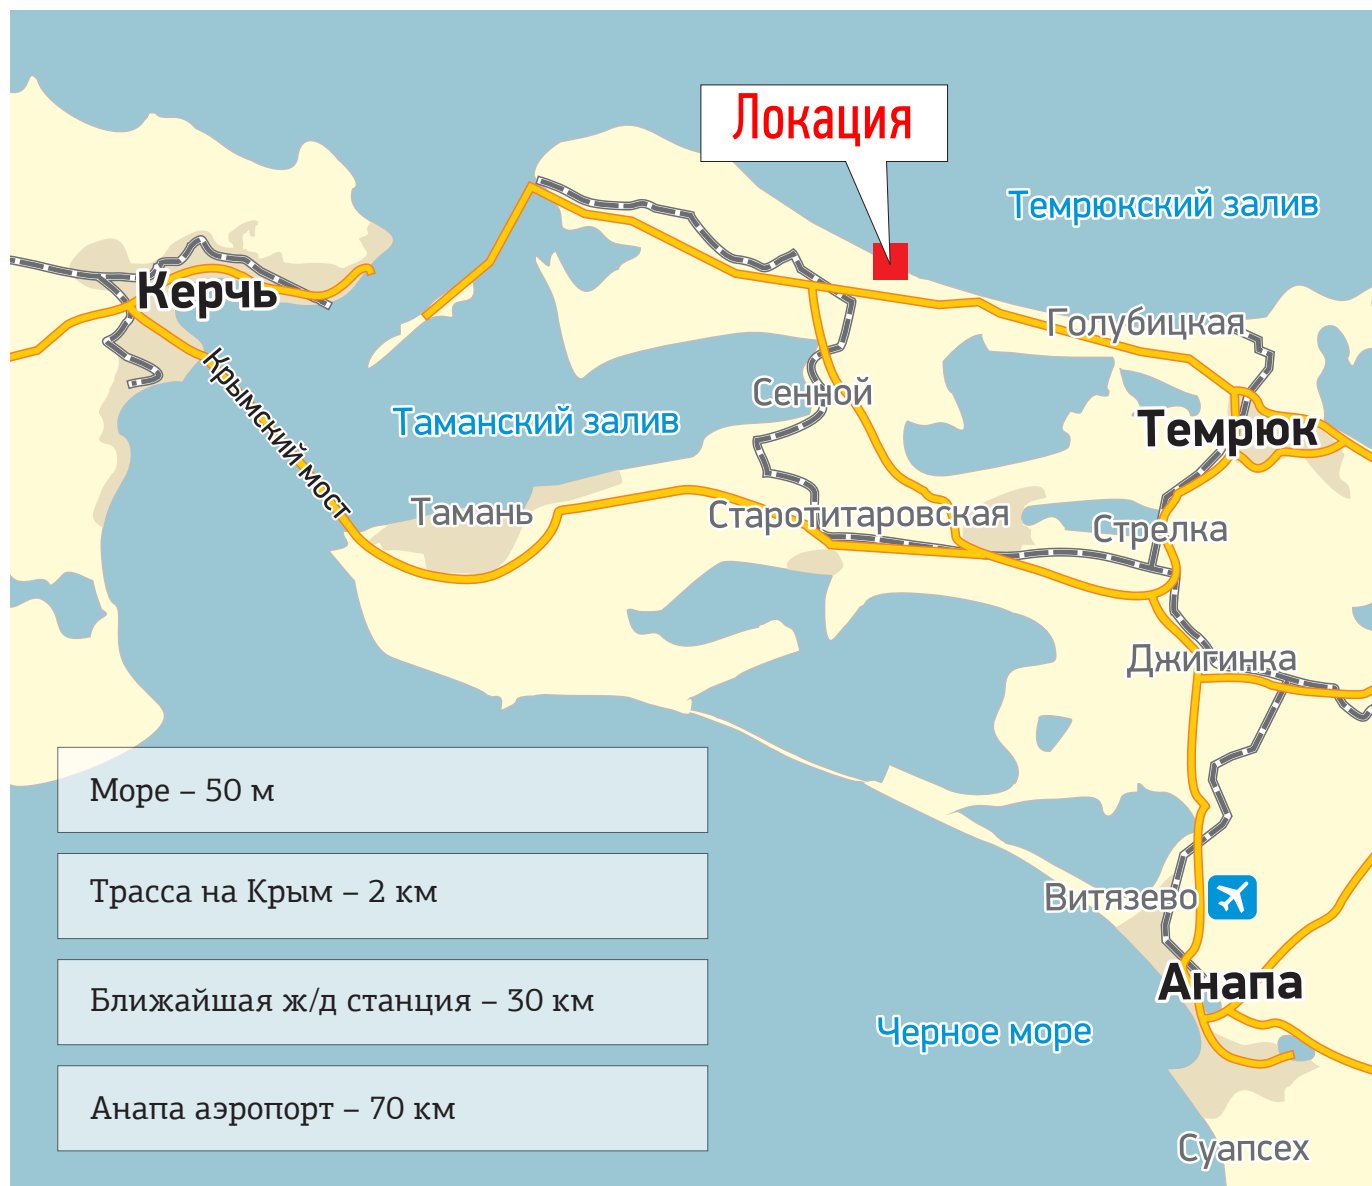 Локация
Темрюкский залив
Керчь
Голубицкая
Крымский мост
Сенной
Таманский залив
Темрюк
Тамань
Старотитаровская
Стрелка
Джигинка
Море – 50 м
Трасса на Крым – 2 км
Витязево
Ближайшая ж/д станция – 30 км
Анапа
Черное море
Анапа аэропорт – 70 км
Суапсех